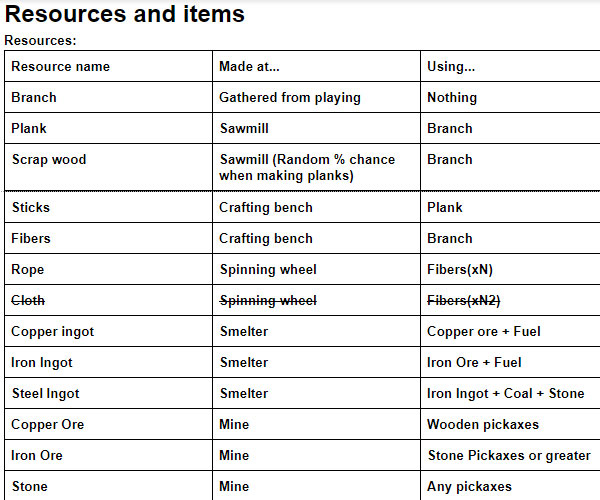 Resources and items
Resources:
Resource name Made at... Using...
Branch Gathered from playing Nothing
Plank Sawmill Branch
Scrap wood Sawmill (Random % chance Branch
when making planks)
Sticks Crafting bench Plank
Fibers Crafting bench Branch
Rope Spinning wheel Fibers(xN)
Cloth Spinning wheel Fibers(xN2)
Copper ingot Smelter Copper ore + Fuel
Iron Ingot Smelter Iron Ore + Fuel
Steel Ingot Smelter Iron Ingot + Coal + Stone
Copper Ore Mine Wooden pickaxes
Iron Ore Mine Stone Pickaxes or greater
Stone Mine Any pickaxes